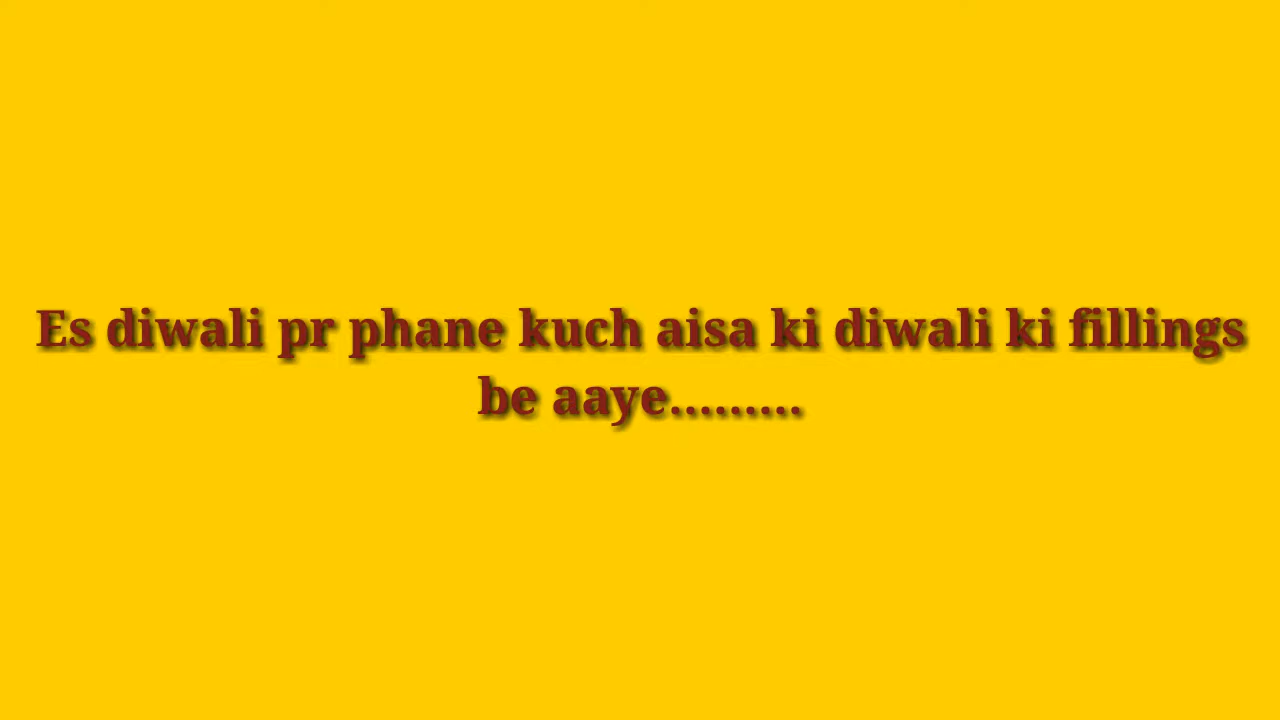 Es diwali pr phane kuch aisa ki diwali ki fillings
be aaye.........